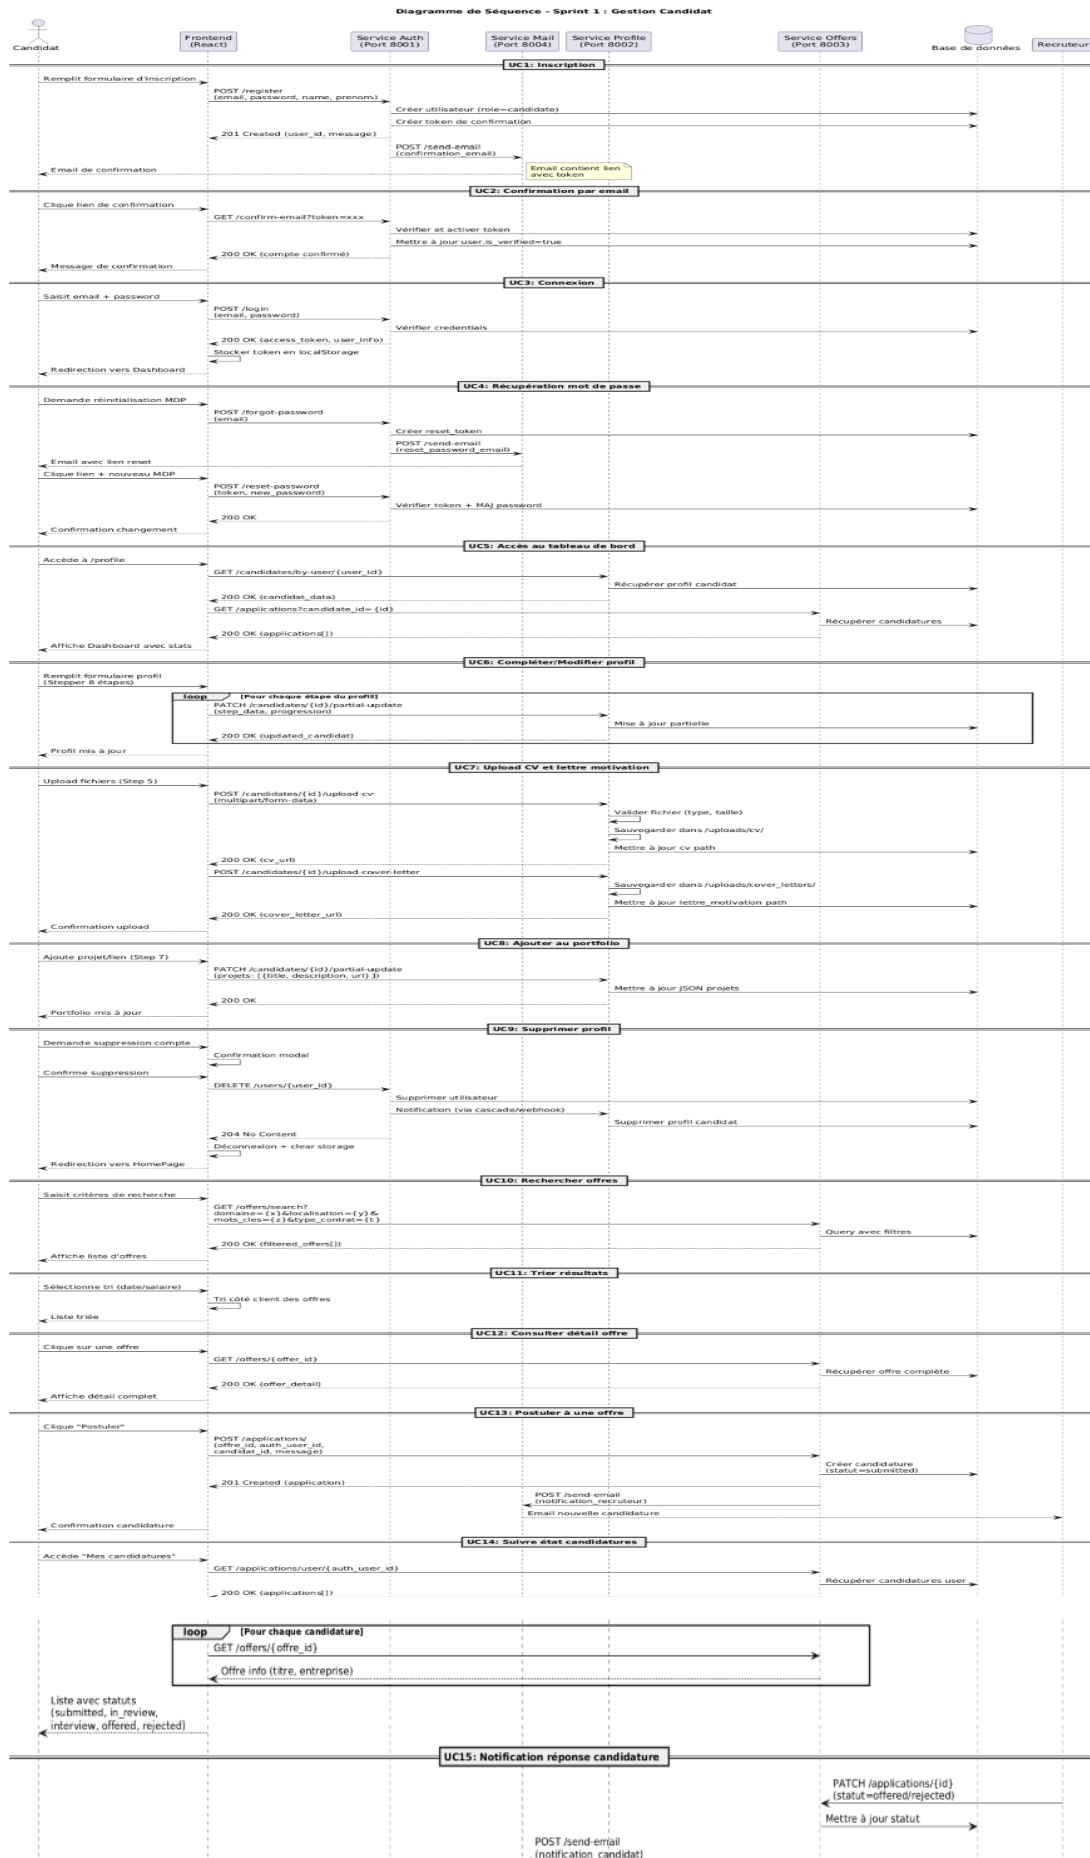 Diagramme de Séquence - Sprint 1 : Gestion Candidat
Candidat
Frontend
(React)
Service Auth
(Port 8001)
Service Mail
(Port 8004)
Service Profile
(Port 8002)
Service Offers
(Port 8003)
Base de données
Recruteur
UC1: Inscription
Remplit formulaire d'inscription
POST /register
(email, password, name, prenom)
Créer utilisateur (role=candidate)
Créer token de confirmation
201 Created (user_id, message)
POST /send-email
(confirmation_email)
Email de confirmation
Email contient lien
avec token
UC2: Confirmation par email
Clique lien de confirmation
GET /confirm-email?token=xxx
Vérifier et activer token
Mettre à jour user.is_verified=true
200 OK (compte confirmé)
Message de confirmation
UC3: Connexion
Saisit email + password
POST /login
(email, password)
Vérifier credentials
200 OK (access_token, user_info)
Stocker token en localStorage
Redirection vers Dashboard
UC4: Récupération mot de passe
Demande réinitialisation MDP
POST /forgot-password
(email)
Créer reset_token
POST /send-email
(reset_password_email)
Email avec lien reset
Clique lien + nouveau MDP
POST /reset-password
(token, new_password)
Vérifier token + MAJ password
200 OK
Confirmation changement
UC5: Accès au tableau de bord
Accède à /profile
GET /candidates/by-user/{user_id}
Récupérer profil candidat
200 OK (candidat_data)
GET /applications?candidate_id={id}
Récupérer candidatures
200 OK (applications[])
Affiche Dashboard avec stats
UC6: Compléter/Modifier profil
Remplit formulaire profil
(Stepper 8 étapes)
loop [Pour chaque étape du profil]
PATCH /candidates/{id}/partial-update
(step_data, progression)
Mise à jour partielle
200 OK (updated_candidat)
Profil mis à jour
UC7: Upload CV et lettre motivation
Upload fichiers (Step 5)
POST /candidates/{id}/upload-cv
(multipart/form-data)
Valider fichier (type, taille)
Sauvegarder dans /uploads/cv/
Mettre à jour cv path
200 OK (cv_url)
POST /candidates/{id}/upload-cover-letter
Sauvegarder dans /uploads/cover_letters/
Mettre à jour lettre_motivation path
200 OK (cover_letter_url)
Confirmation upload
UC8: Ajouter au portfolio
Ajoute projet/lien (Step 7)
PATCH /candidates/{id}/partial-update
(projets: [{title, description, url}])
Mettre à jour JSON projets
200 OK
Portfolio mis à jour
UC9: Supprimer profil
Demande suppression compte
Confirmation modal
Confirme suppression
DELETE /users/{user_id}
Supprimer utilisateur
Notification (via cascade/webhook)
Supprimer profil candidat
204 No Content
Déconnexion + clear storage
Redirection vers HomePage
UC10: Rechercher offres
Saisit critères de recherche
GET /offers/search?
domaine={x}&localisation={y}&
mots_cles={z}&type_contrat={t}
Query avec filtres
200 OK (filtered_offers[])
Affiche liste d'offres
UC11: Trier résultats
Sélectionne tri (date/salaire)
Tri côté client des offres
Liste triée
UC12: Consulter détail offre
Clique sur une offre
GET /offers/{offer_id}
Récupérer offre complète
200 OK (offer_detail)
Affiche détail complet
UC13: Postuler à une offre
Clique "Postuler"
POST /applications/
(offre_id, auth_user_id,
candidat_id, message)
Créer candidature
(statut=submitted)
201 Created (application)
POST /send-email
(notification_recruteur)
Email nouvelle candidature
Confirmation candidature
UC14: Suivre état candidatures
Accède "Mes candidatures"
GET /applications/user/{auth_user_id}
Récupérer candidatures user
200 OK (applications[])
loop [Pour chaque candidature]
GET /offers/{offre_id}
Offre info (titre, entreprise)
Liste avec statuts
(submitted, in_review,
interview, offered, rejected)
UC15: Notification réponse candidature
PATCH /applications/{id}
(statut=offered/rejected)
Mettre à jour statut
POST /send-email
(notification_candidat)